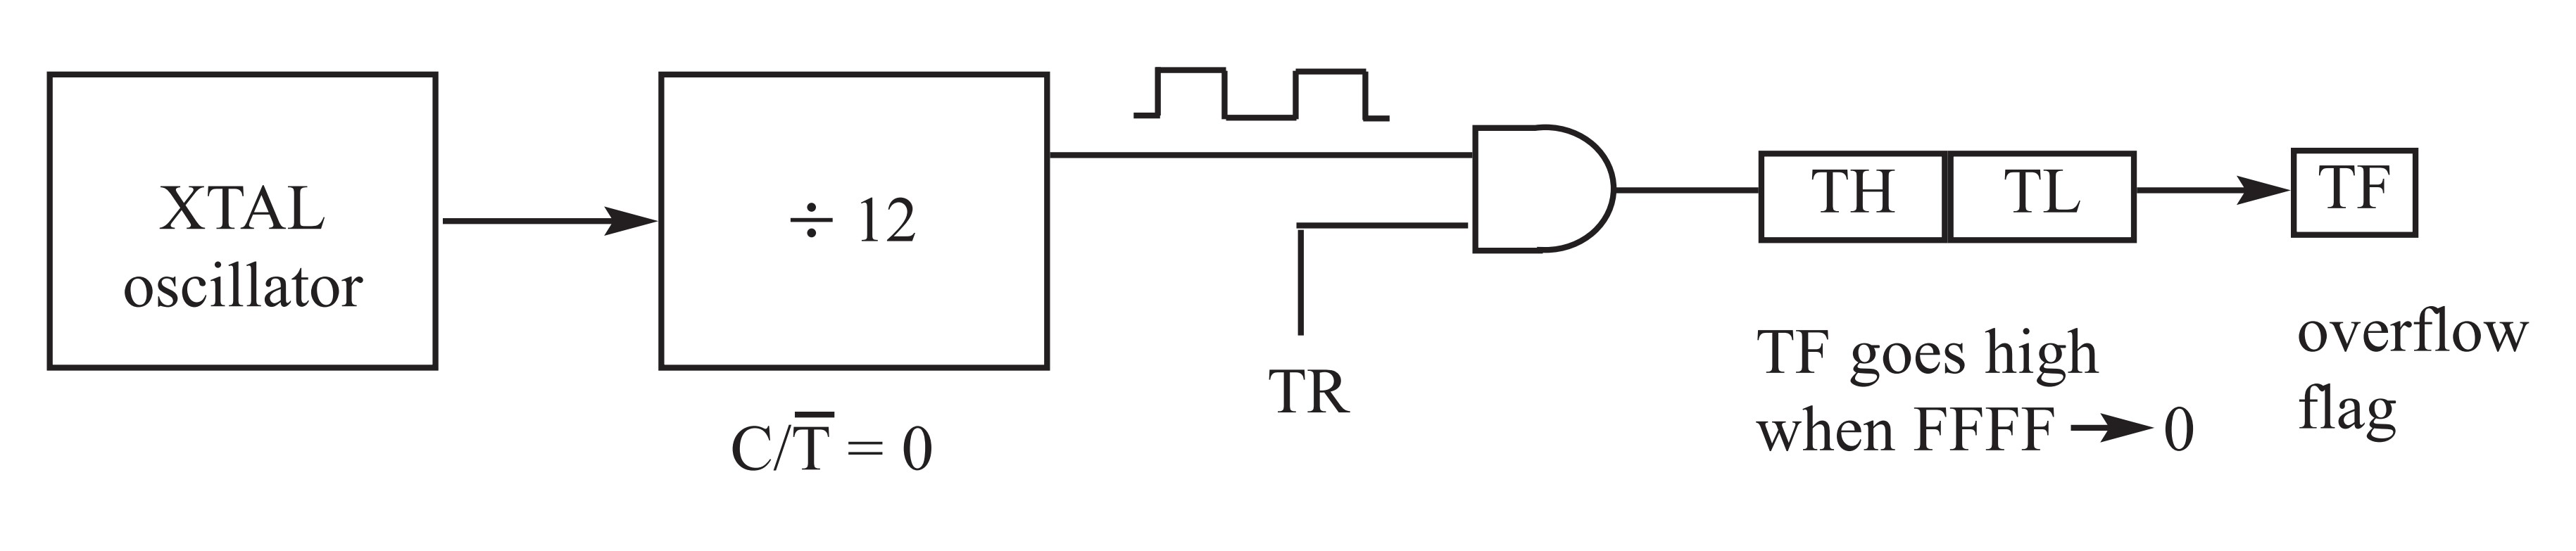 XTAL
oscillator
÷ 12
C/T̅ = 0
TR
TH
TL
TF
TF goes high
when FFFF → 0
overflow
flag